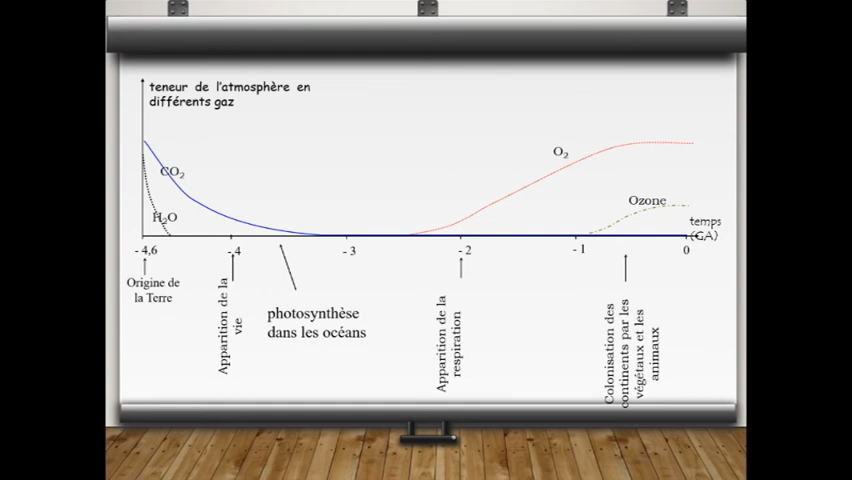 teneur de l'atmosphère en
différents gaz
CO₂
H₂O
O₂
Ozone
temps
(GA)
- 4,6
- 4
- 3
- 2
- 1
0
Origine de
la Terre
Apparition de la
vie
photosynthèse
dans les océans
Apparition de la
respiration
Colonisation des
continents par les
végétaux et les
animaux